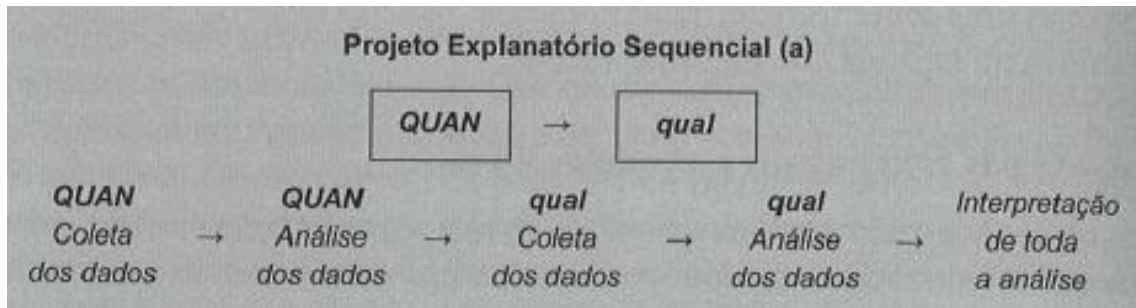 Projeto Explanatório Sequencial (a)
QUAN → qual
QUAN QUAN qual qual Interpretação
Coleta → Análise → Coleta → Análise → de toda
dos dados dos dados dos dados dos dados a análise